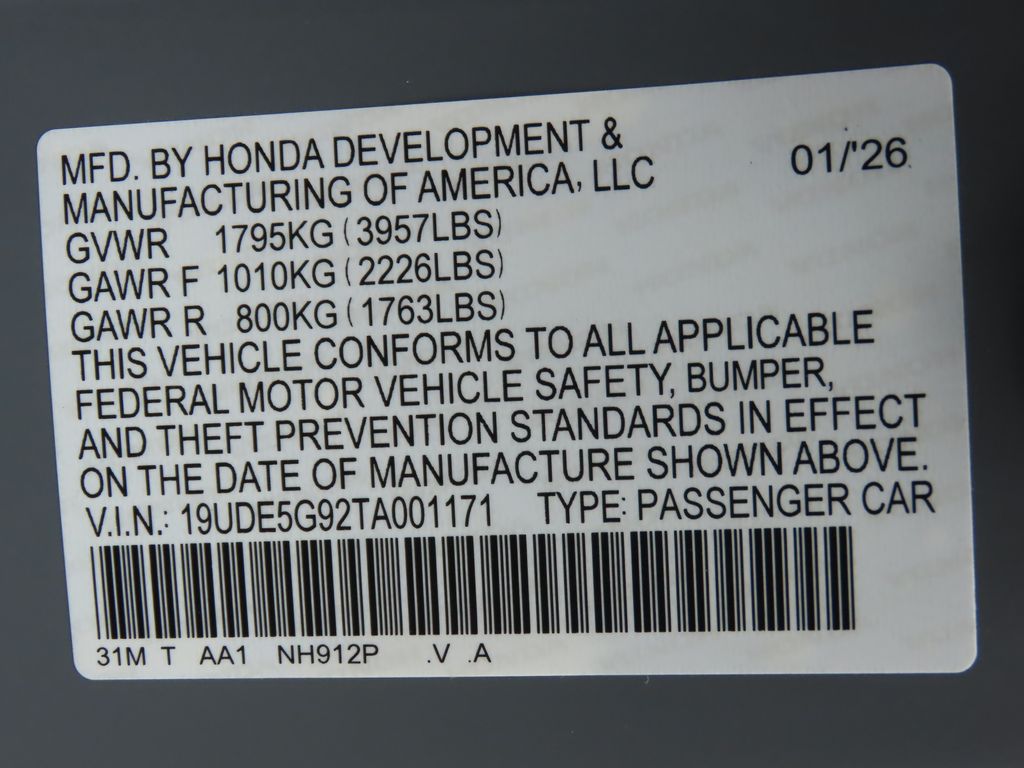 MFD. BY HONDA DEVELOPMENT &
MANUFACTURING OF AMERICA, LLC
01/'26
GVWR 1795KG (3957LBS)
GAWR F 1010KG (2226LBS)
GAWR R 800KG (1763LBS)
THIS VEHICLE CONFORMS TO ALL APPLICABLE
FEDERAL MOTOR VEHICLE SAFETY, BUMPER,
AND THEFT PREVENTION STANDARDS IN EFFECT
ON THE DATE OF MANUFACTURE SHOWN ABOVE.
V.I.N.: 19UDE5G92TA001171 TYPE: PASSENGER CAR
31M T AA1 NH912P .V .A